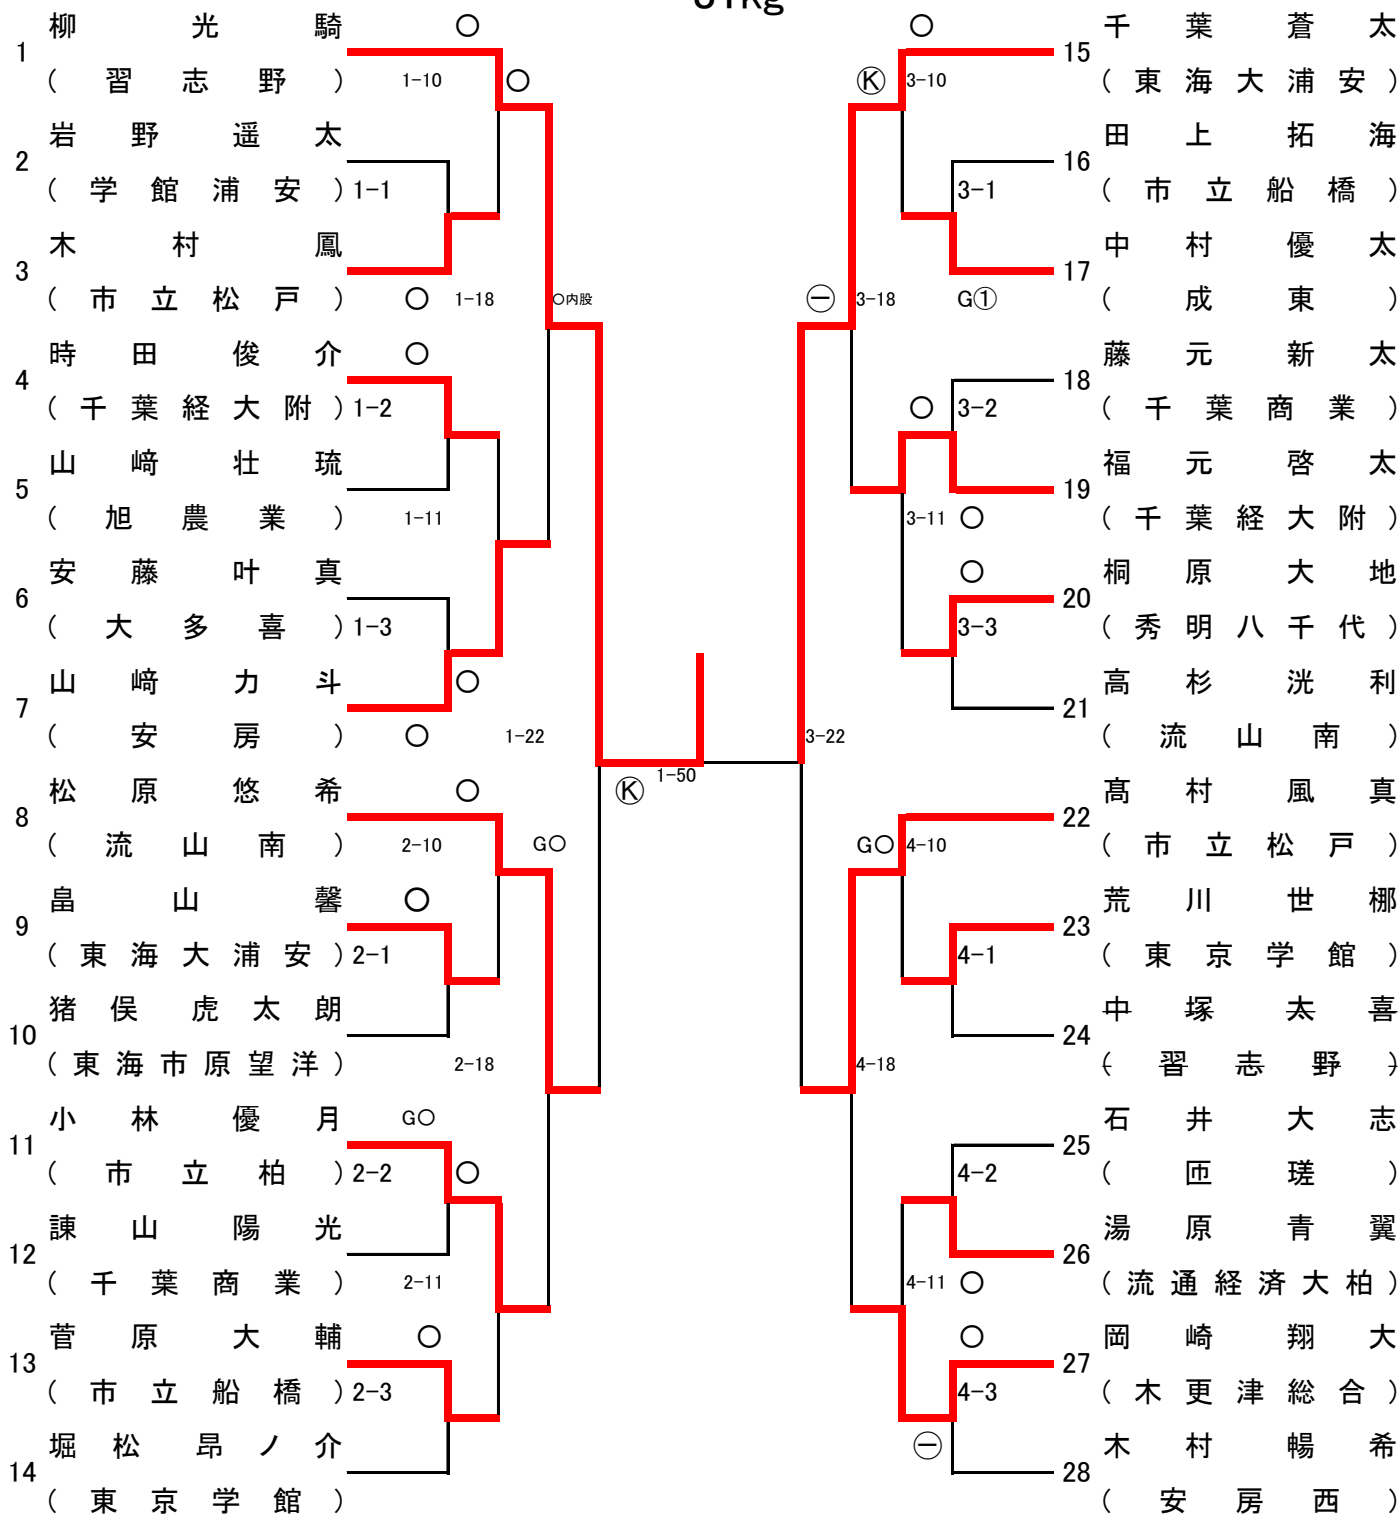 柳光騎
1
(習志野)
1-10
○
○
岩野遥太
2
(学館浦安)
1-1
木村鳳
3
(市立松戸)
○
1-18
○内股
時田俊介
○
4
(千葉経大附)
1-2
山﨑壮琉
5
(旭農業)
1-11
安藤叶真
6
(大多喜)
1-3
山﨑力斗
○
7
(安房)
○
1-22
松原悠希
○
8
(流山南)
2-10
G○
畠山馨
○
9
(東海大浦安)
2-1
猪俣虎太朗
10
(東海市原望洋)
2-18
小林優月
G○
11
(市立柏)
2-2
○
諌山陽光
12
(千葉商業)
2-11
菅原大輔
○
13
(市立船橋)
2-3
堀松昂ノ介
14
(東京学館)
Ⓚ
1-50
千葉蒼太
○
15
(東海大浦安)
Ⓚ
3-10
田上拓海
16
(市立船橋)
3-1
中村優太
17
(成東)
G①
㊀
3-18
藤元新太
18
(千葉商業)
○
3-2
福元啓太
19
(千葉経大附)
3-11
○
桐原大地
○
20
(秀明八千代)
3-3
高杉洸利
21
(流山南)
3-22
髙村風真
22
(市立松戸)
G○
4-10
荒川世梛
23
(東京学館)
4-1
中塚太喜
24
(習志野)
4-18
石井大志
25
(匝瑳)
4-2
湯原青翼
26
(流通経済大柏)
4-11
○
岡崎翔大
○
27
(木更津総合)
4-3
木村暢希
㊀
28
(安房西)